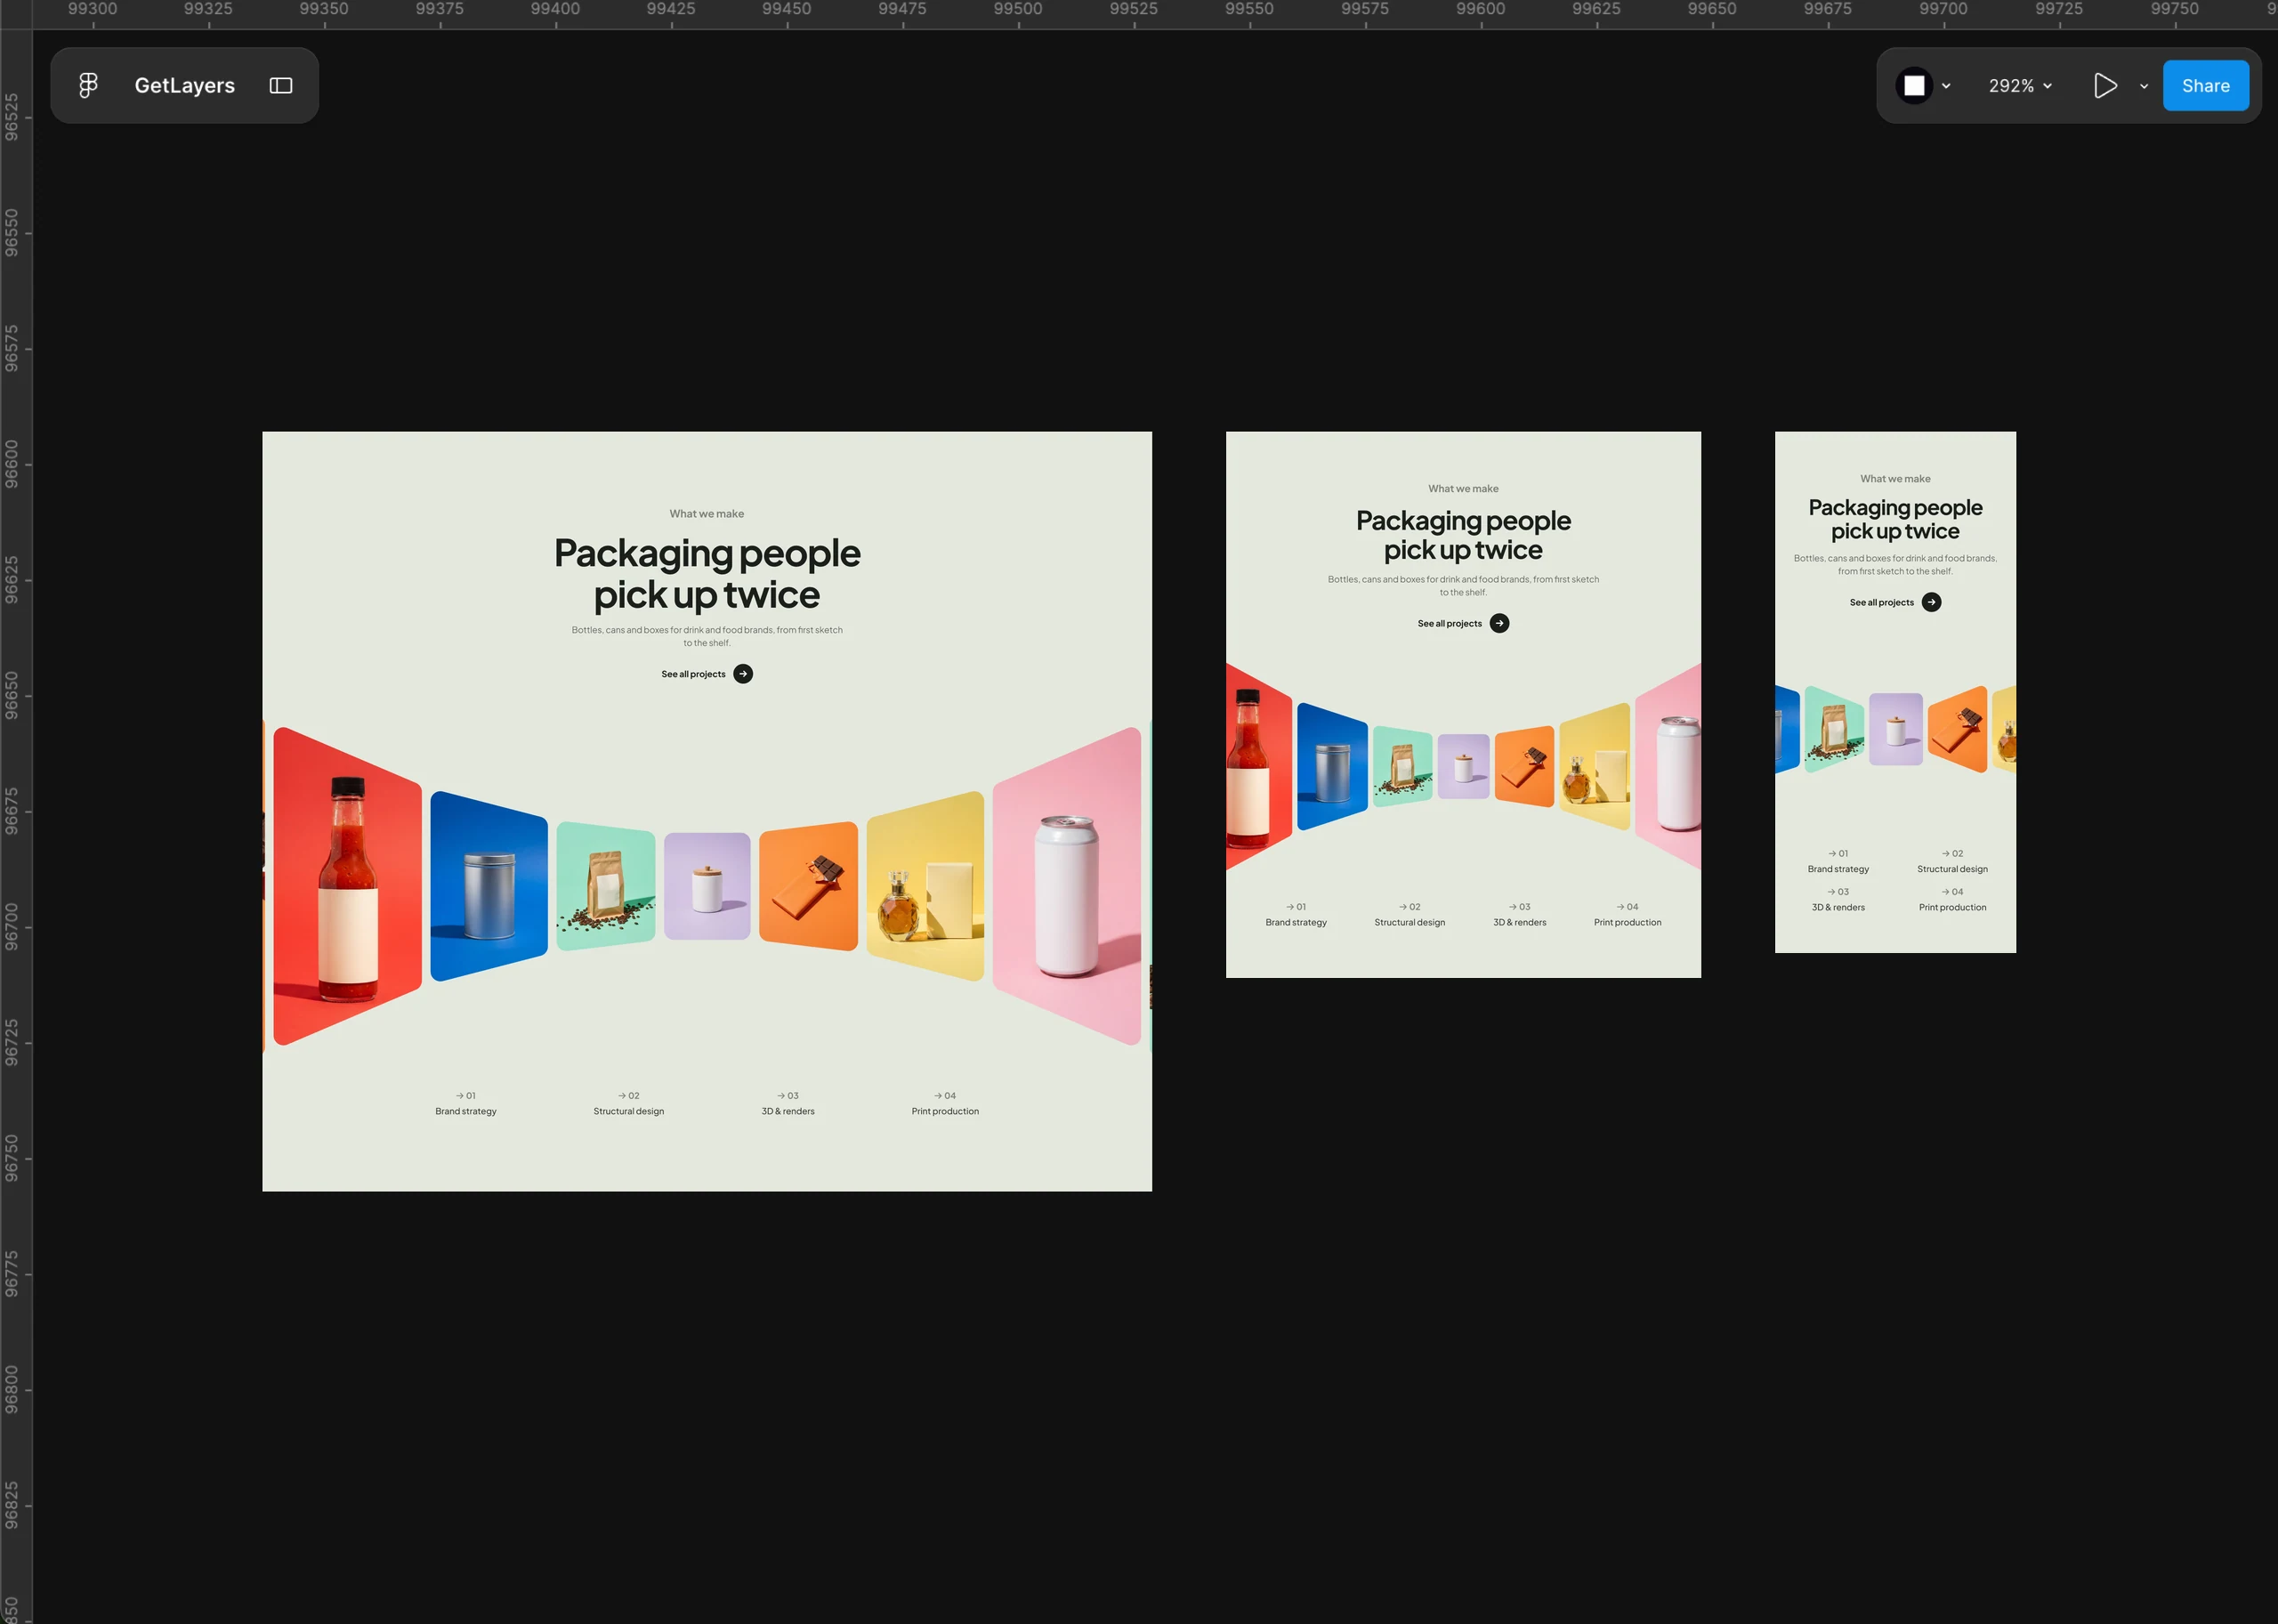 99300 99325 99350 99375 99400 99425 99450 99475 99500 99525 99550 99575 99600 99625 99650 99675 99700 99725 99750
GetLayers
292%
Share
96525
96550
96575
96600
96625
96650
96675
96700
96725
96750
96775
96800
96825
What we make
Packaging people
pick up twice
Bottles, cans and boxes for drink and food brands, from first sketch
to the shelf.
See all projects
→ 01
Brand strategy
→ 02
Structural design
→ 03
3D & renders
→ 04
Print production
What we make
Packaging people
pick up twice
Bottles, cans and boxes for drink and food brands, from first sketch
to the shelf.
See all projects
→ 01
Brand strategy
→ 02
Structural design
→ 03
3D & renders
→ 04
Print production
What we make
Packaging people
pick up twice
Bottles, cans and boxes for drink and food brands,
from first sketch to the shelf.
See all projects
→ 01
Brand strategy
→ 02
Structural design
→ 03
3D & renders
→ 04
Print production